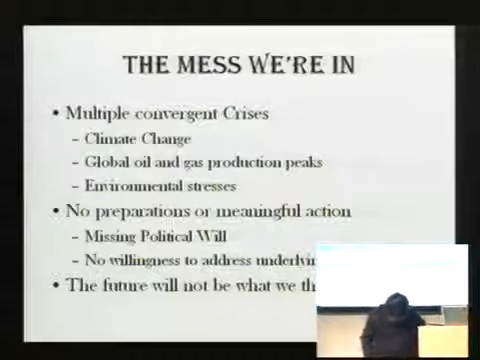 THE MESS WE'RE IN
• Multiple convergent Crises
– Climate Change
– Global oil and gas production peaks
– Environmental stresses
• No preparations or meaningful action
– Missing Political Will
– No willingness to address
• The future will not be what we